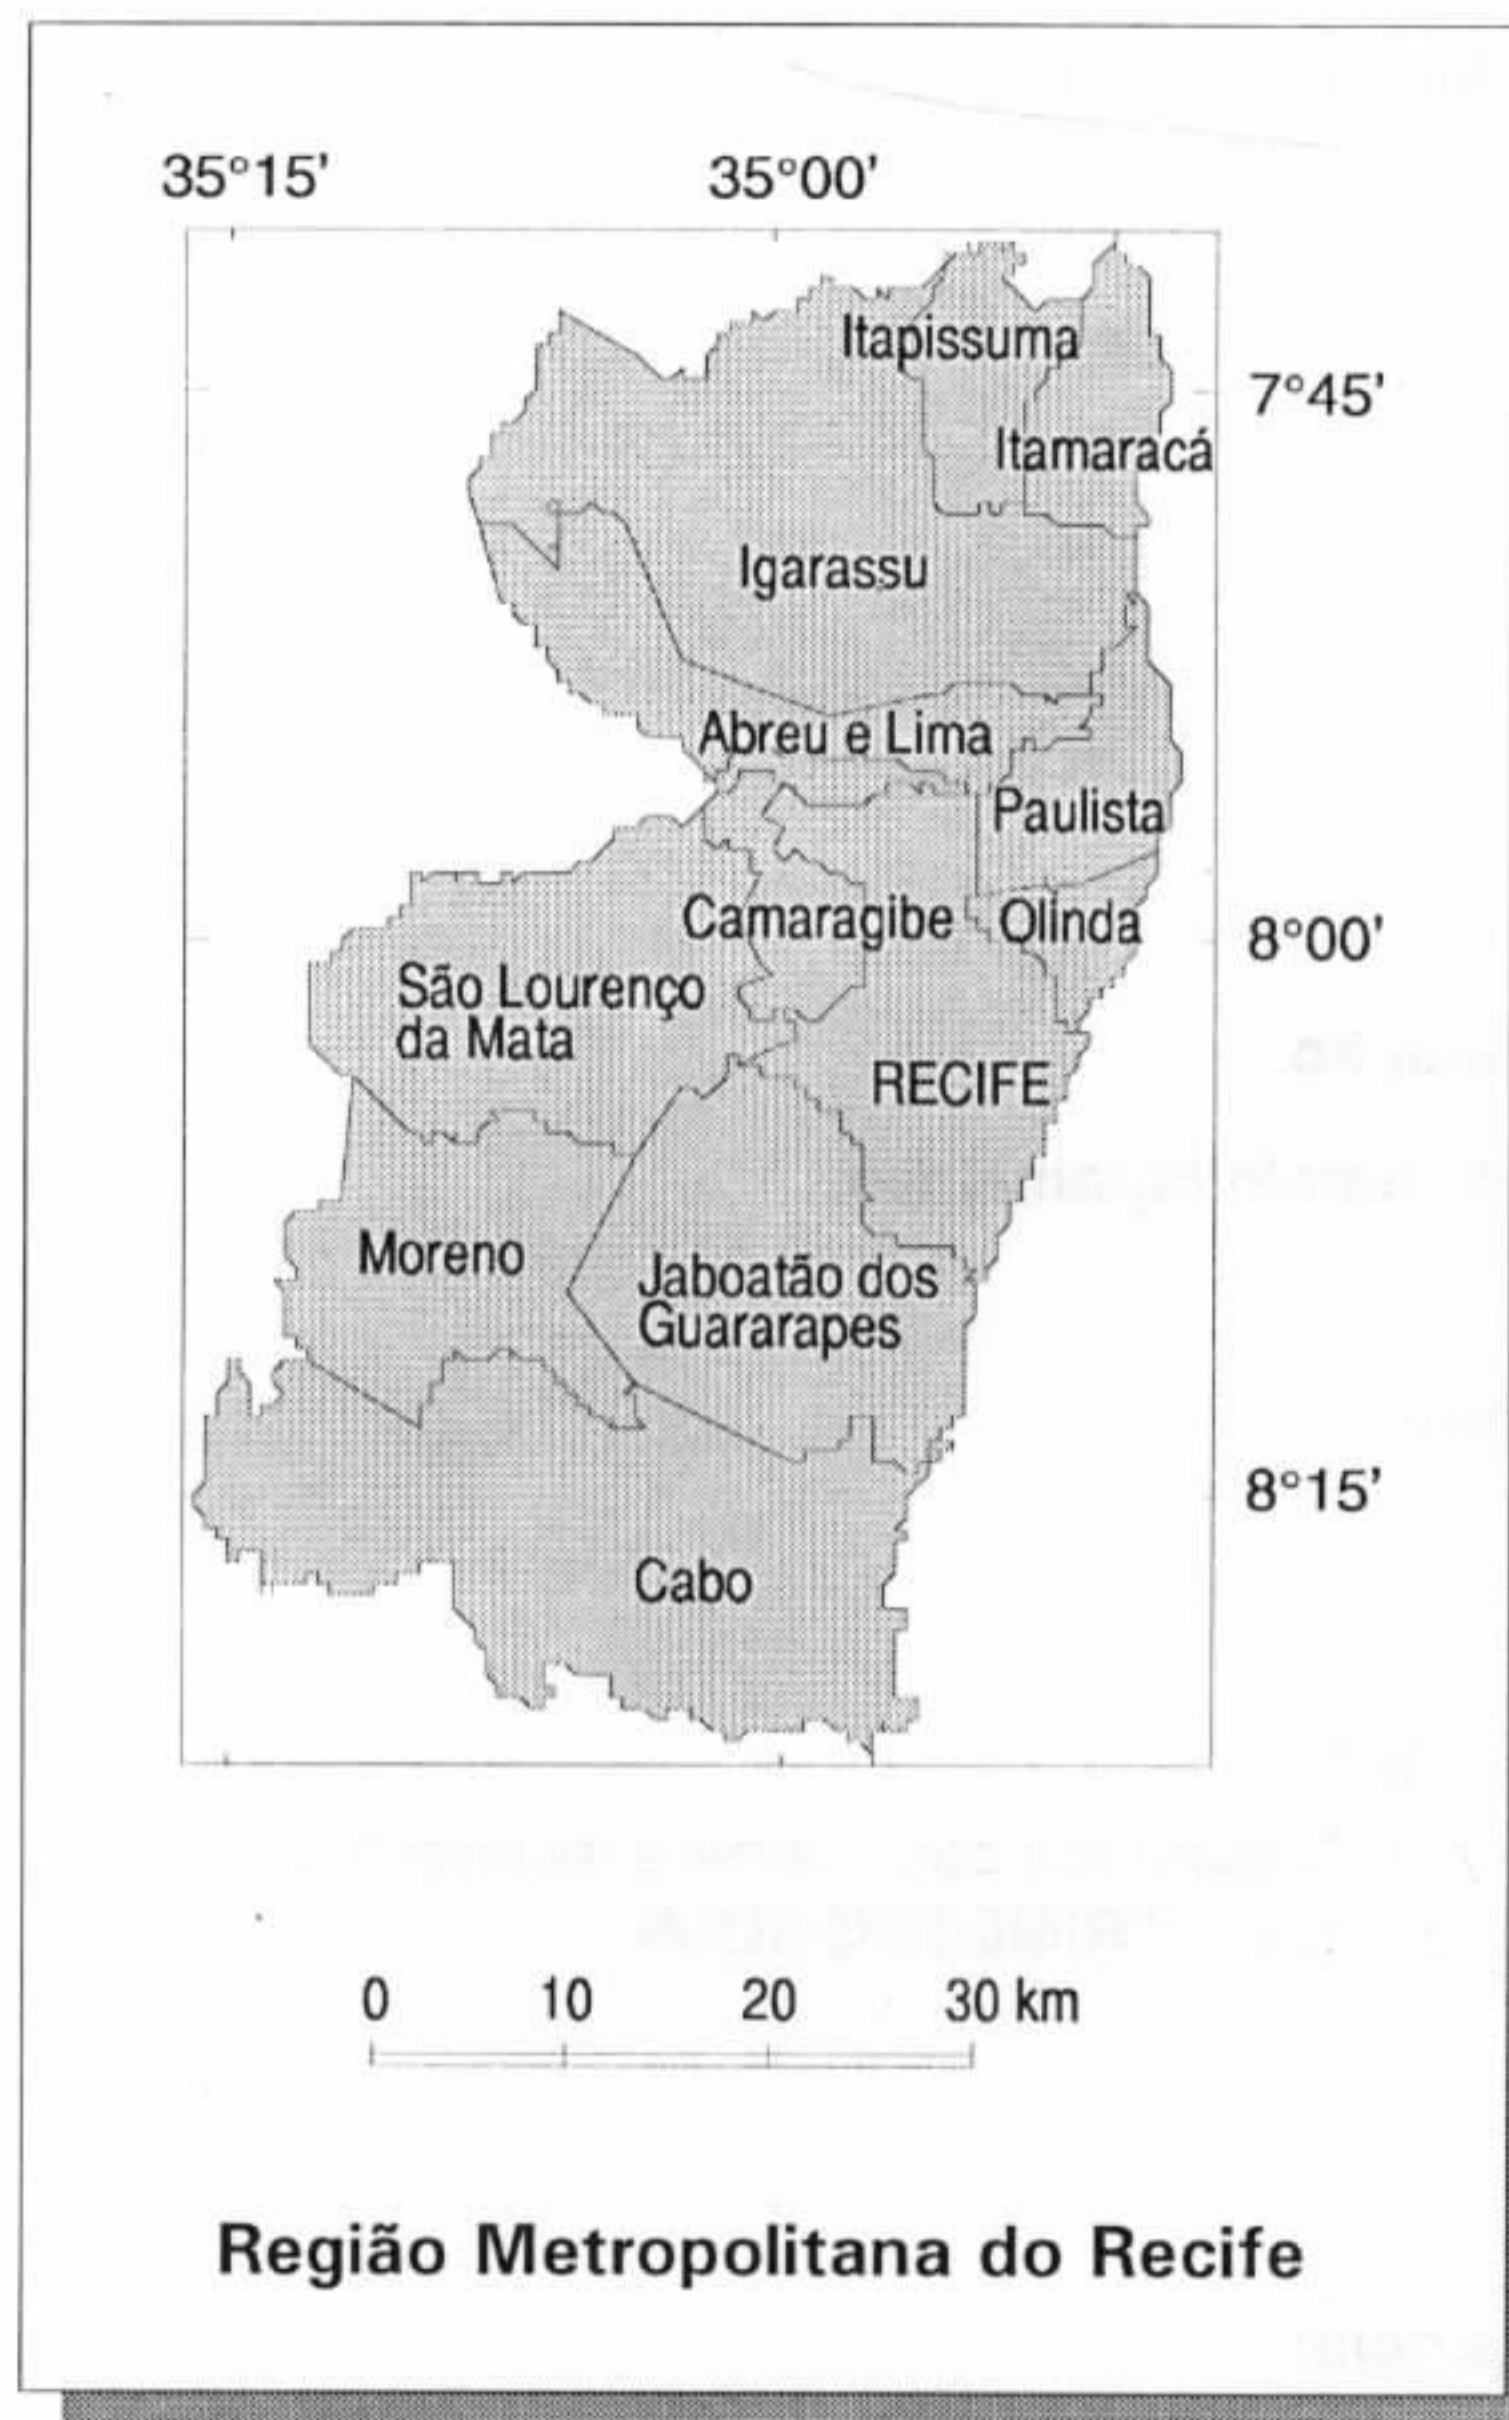 35°15' 35°00'
Itapissuma
7°45'
Itamaracá
Igarassu
Abreu e Lima
Paulista
Camaragibe
Olinda
8°00'
São Lourenço
da Mata
RECIFE
Moreno
Jaboatão dos
Guararapes
8°15'
Cabo
0 10 20 30 km
Região Metropolitana do Recife